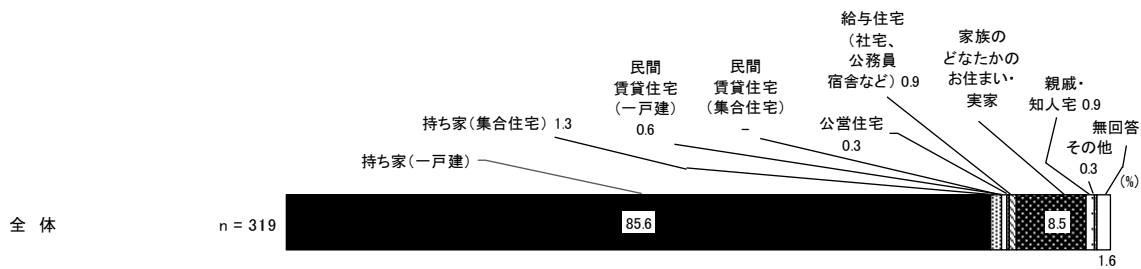 給与住宅
(社宅、
公務員
宿舎など) 0.9
家族の
どなたかの
お住まい・
実家
民間
賃貸住宅
(一戸建)
0.6
民間
賃貸住宅
(集合住宅)
－
親戚・
知人宅 0.9
持ち家(集合住宅) 1.3
公営住宅
0.3
無回答
その他
0.3
持ち家(一戸建)
(%)
全 体
n = 319
85.6
8.5
1.6